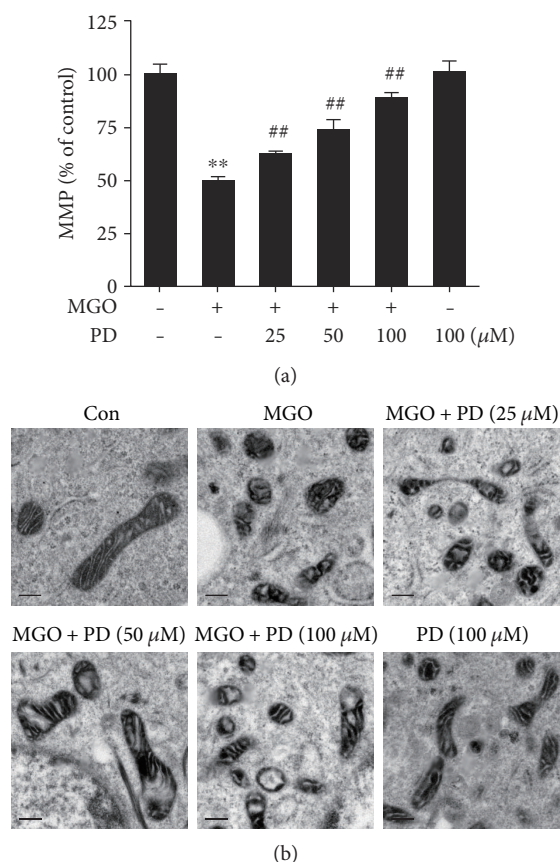 125
100
75
50
25
0
MMP (% of control)
**
##
##
##
MGO – + + + + –
PD – – 25 50 100 100 (μM)
(a)
Con MGO MGO + PD (25 μM)
MGO + PD (50 μM) MGO + PD (100 μM) PD (100 μM)
(b)